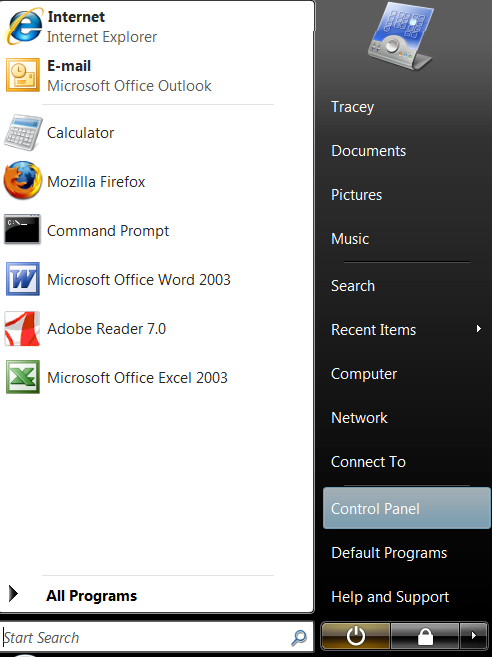 Internet
Internet Explorer
E-mail
Microsoft Office Outlook
Calculator
Mozilla Firefox
Command Prompt
Microsoft Office Word 2003
Adobe Reader 7.0
Microsoft Office Excel 2003
All Programs
Start Search
Tracey
Documents
Pictures
Music
Search
Recent Items
Computer
Network
Connect To
Control Panel
Default Programs
Help and Support